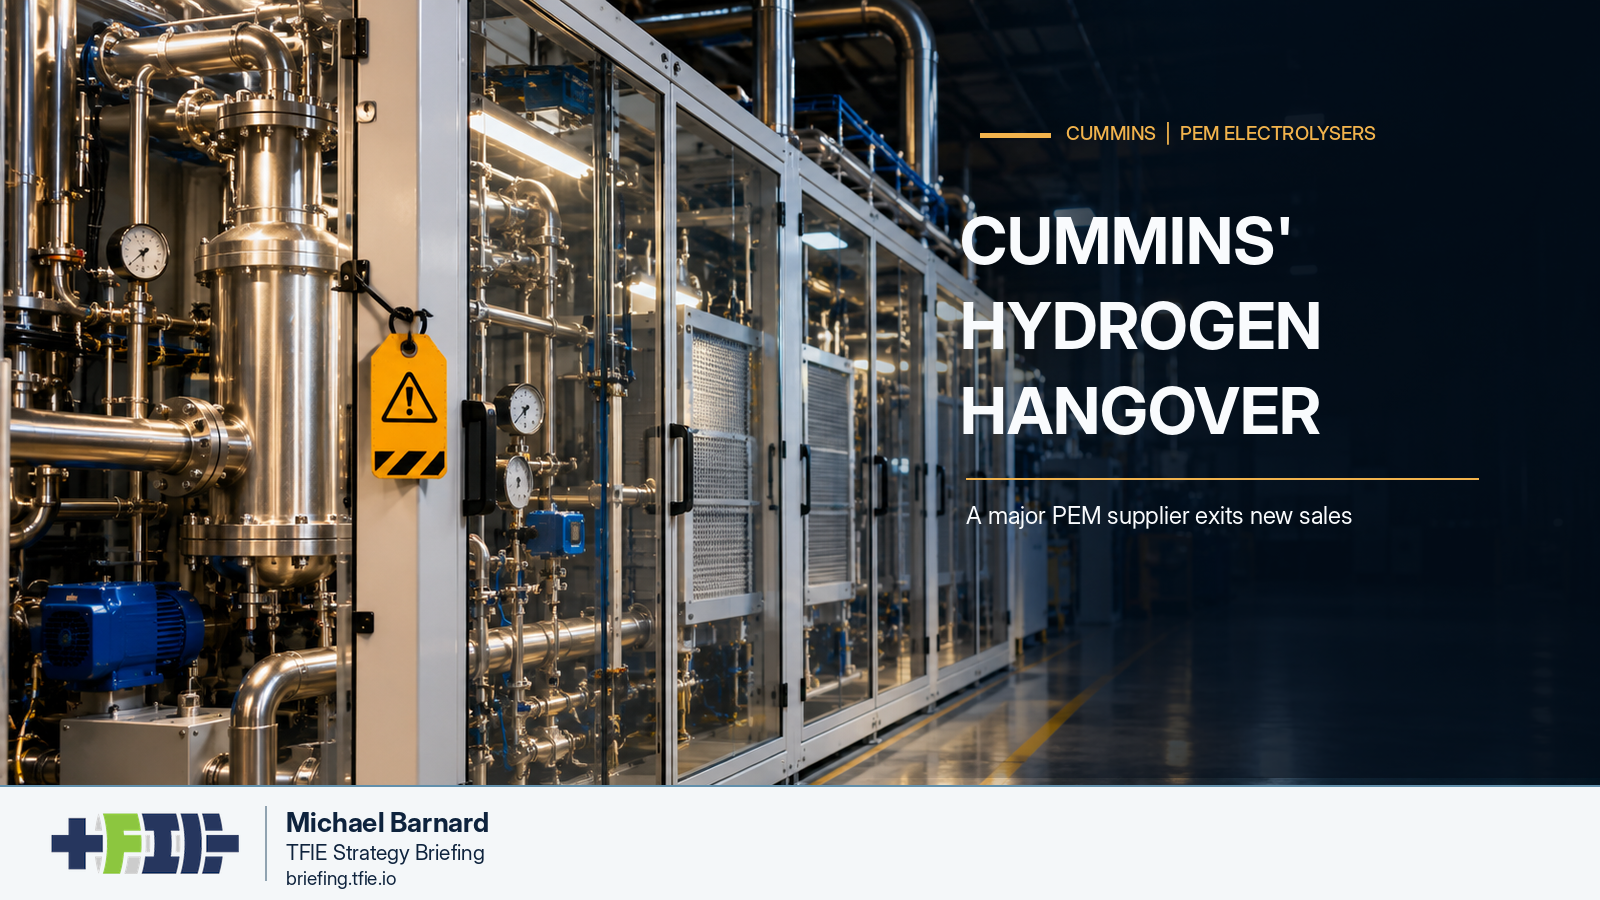 CUMMINS | PEM ELECTROLYSERS
CUMMINS'
HYDROGEN
HANGOVER
A major PEM supplier exits new sales
TFIE
Michael Barnard
TFIE Strategy Briefing
briefing.tfie.io